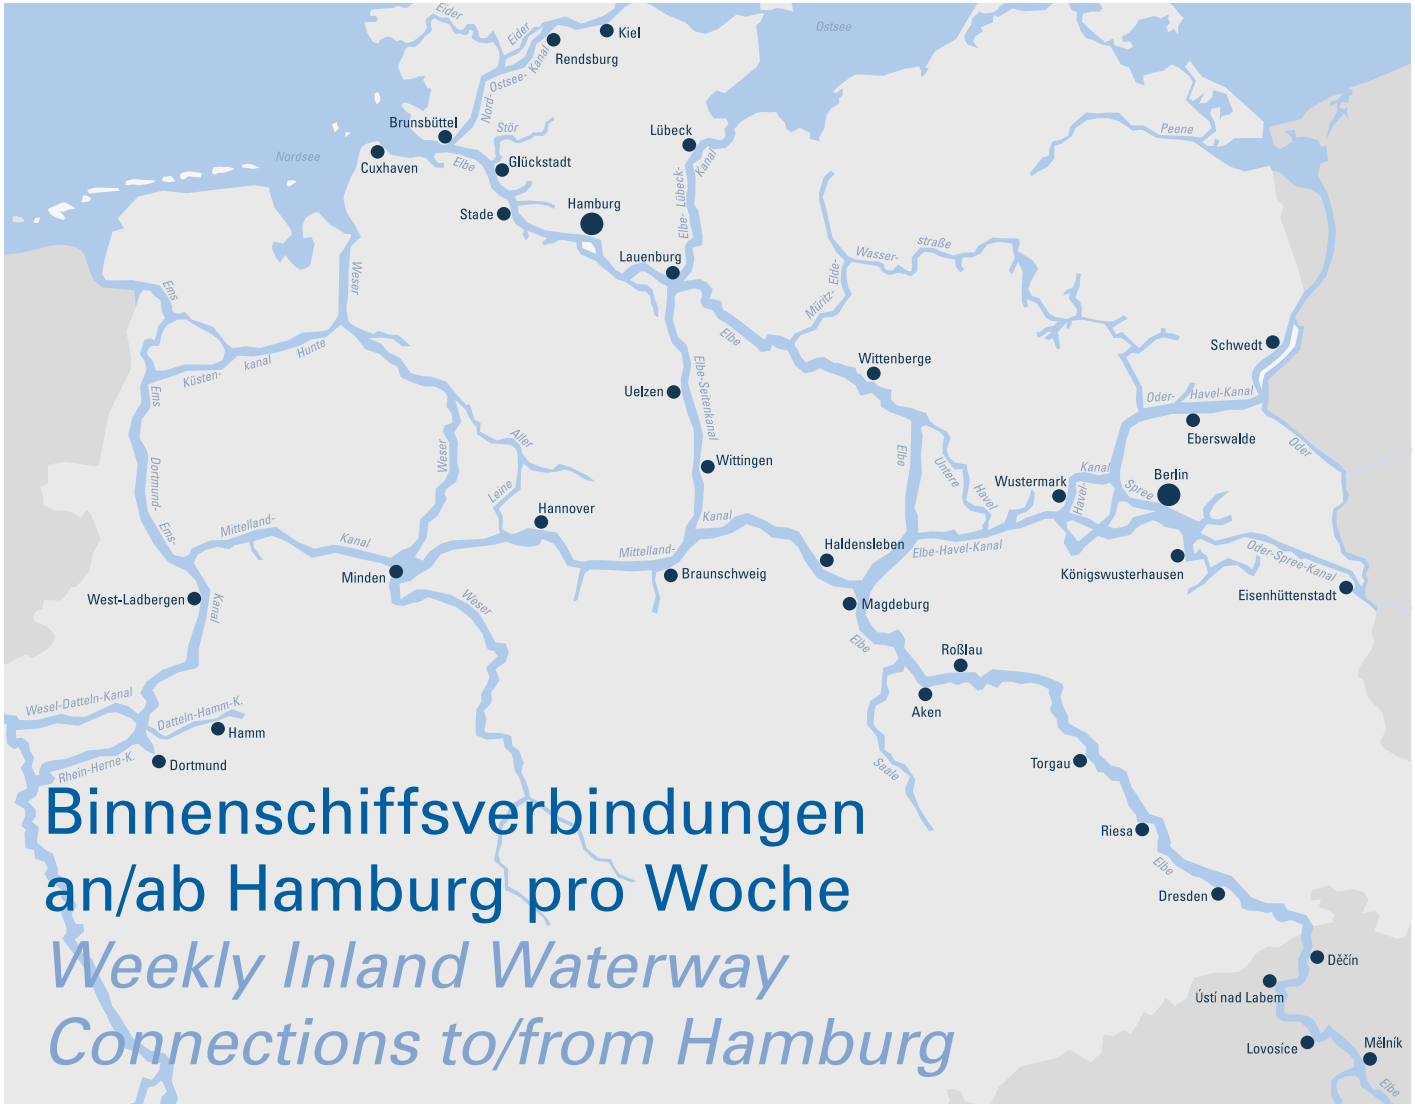 Eider
Eider
Kiel
Rendsburg
Ostsee
Nord-
Ostsee-
Kanal
Brunsbüttel
Stör
Lübeck
Peene
Nordsee
Cuxhaven
Elbe
Glückstadt
Elbe-
Lübeck-
Kanal
Stade
Hamburg
Lauenburg
Müritz-
Elde-
Wasser-
straße
Ems
Weser
Elbe
Küsten-
kanal
Hunte
Schwedt
Wittenberge
Uelzen
Elbe-Seitenkanal
Oder-
Havel-Kanal
Eberswalde
Oder
Ems
Dortmund-
Ems-
Kanal
Weser
Aller
Leine
Wittingen
Elbe
Untere
Havel
Wustermark
Kanal
Havel-
Spree
Berlin
Hannover
Mittelland-
Kanal
Mittelland-
Kanal
Haldensleben
Elbe-Havel-Kanal
Königswusterhausen
Oder-Spree-Kanal
Eisenhüttenstadt
Minden
Braunschweig
West-Ladbergen
Weser
Magdeburg
Elbe
Roßlau
Aken
Saale
Wesel-Datteln-Kanal
Datteln-Hamm-K.
Hamm
Rhein-Herne-K.
Dortmund
Torgau
Riesa
Elbe
Dresden
Děčín
Ústí nad Labem
Lovosice
Mělník
Elbe
Binnenschiffsverbindungen
an/ab Hamburg pro Woche
Weekly Inland Waterway
Connections to/from Hamburg